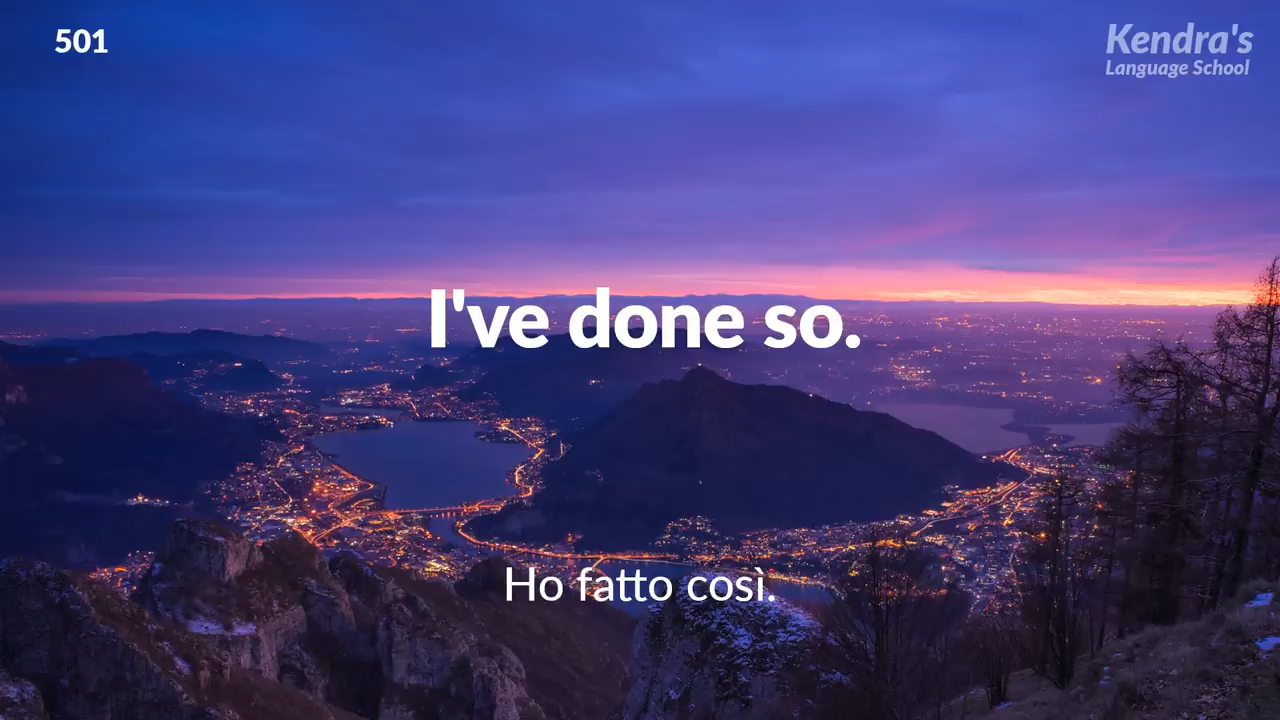 501
Kendra's
Language School
I've done so.
Ho fatto così.